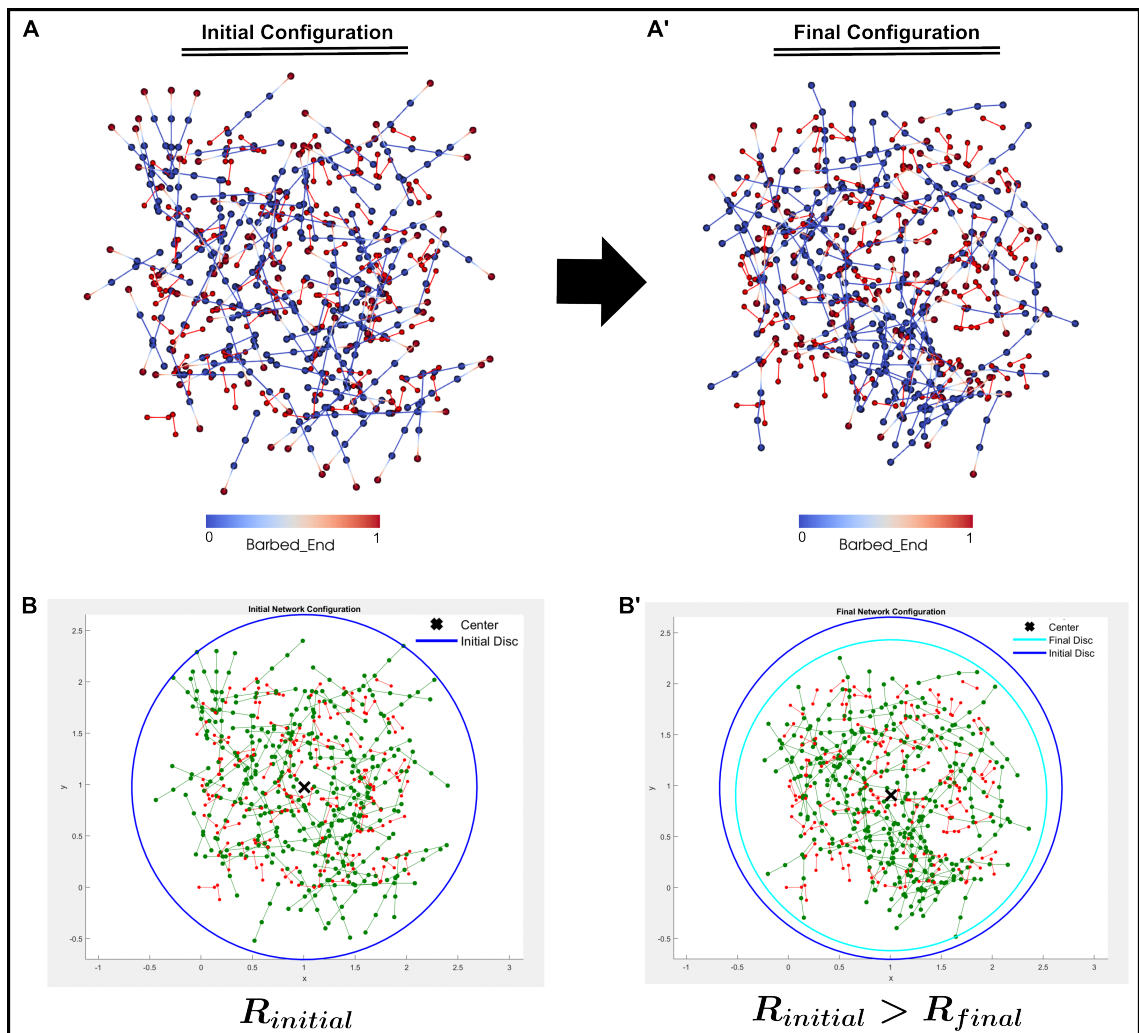 A
Initial Configuration
A'
Final Configuration
0
1
Barbed_End
0
1
Barbed_End
B
Initial Network Configuration
Center
Initial Disc
2.5
2
1.5
1
0.5
0
-0.5
y
-1
-0.5
0
0.5
1
1.5
2
2.5
3
x
R_initial
B'
Final Network Configuration
Center
Final Disc
Initial Disc
2.5
2
1.5
1
0.5
0
-0.5
y
-1
-0.5
0
0.5
1
1.5
2
2.5
3
x
R_initial > R_final